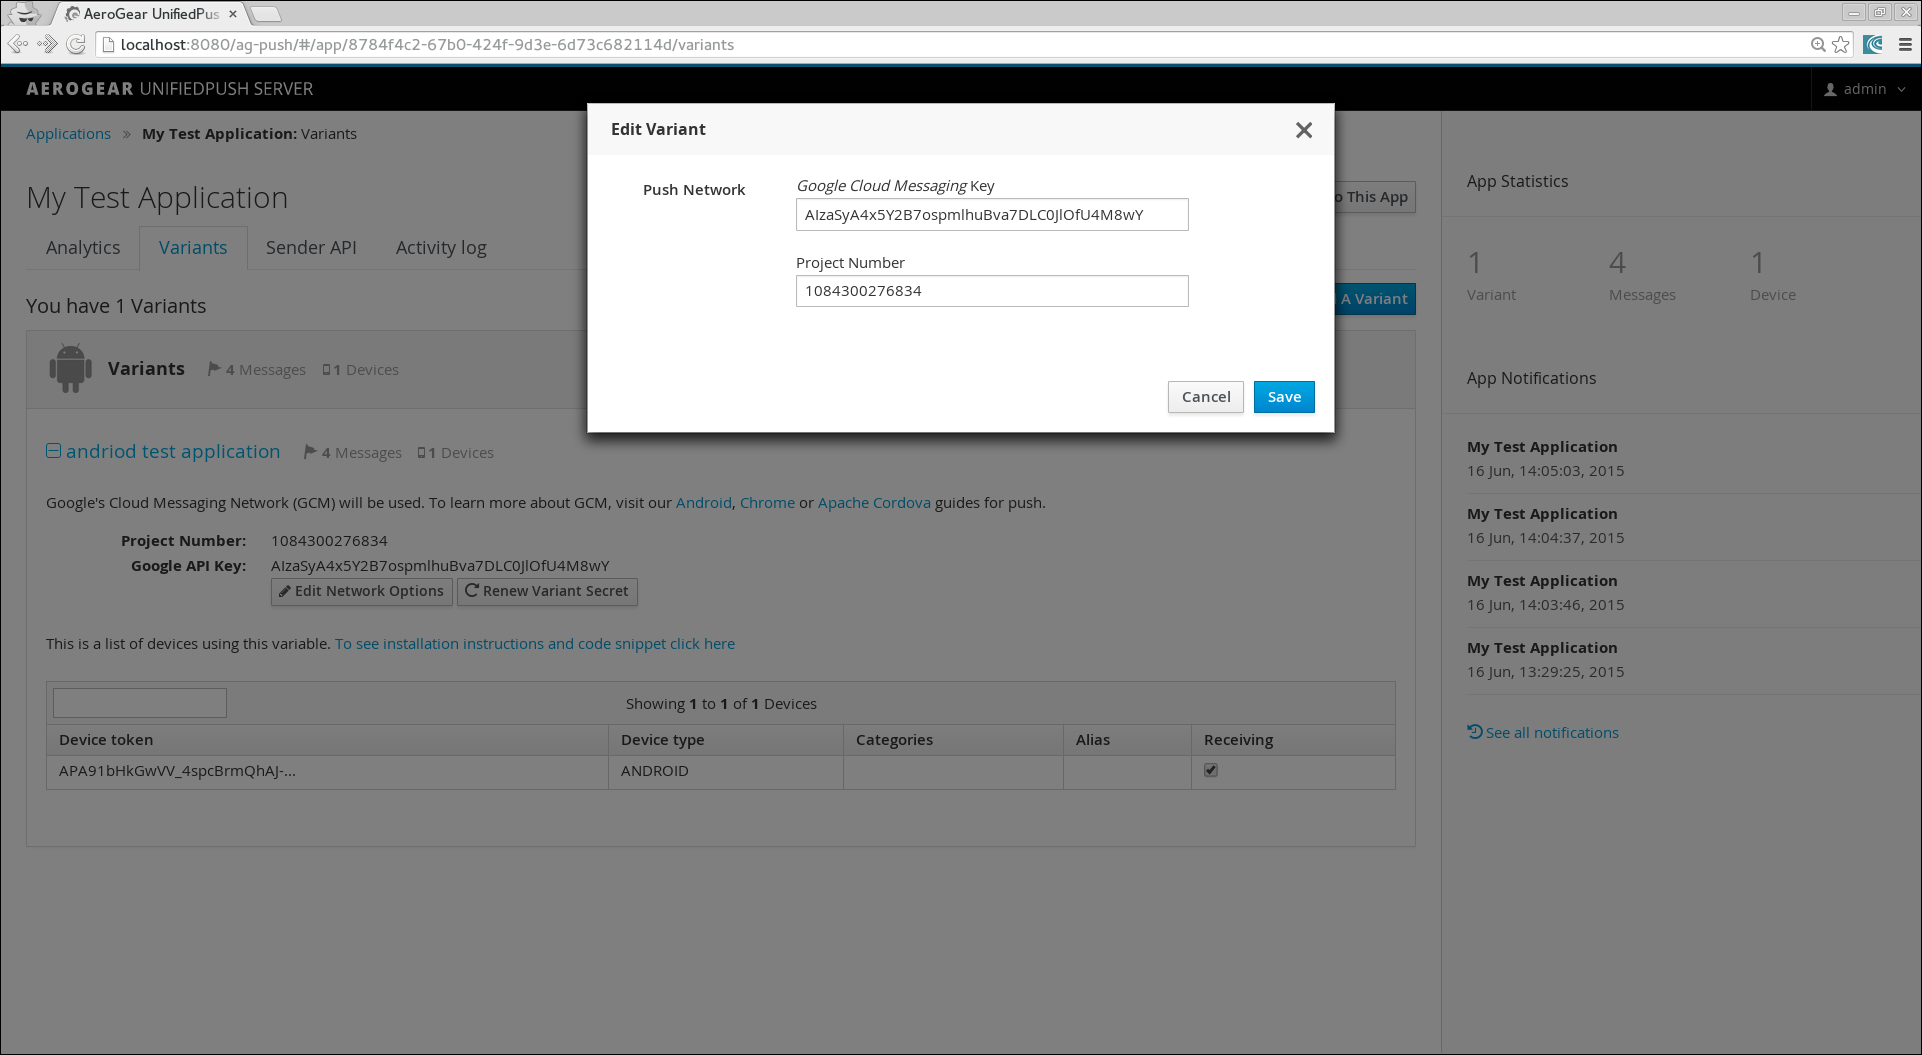 AeroGear UnifiedPus
localhost:8080/ag-push/#/app/8784f4c2-67b0-424f-9d3e-6d73c682114d/variants
AEROGEAR UNIFIEDPUSH SERVER
admin
Applications » My Test Application: Variants
My Test Application
o This App
Analytics Variants Sender API Activity log
You have 1 Variants
A Variant
Variants 4 Messages 1 Devices
andriod test application 4 Messages 1 Devices
Google's Cloud Messaging Network (GCM) will be used. To learn more about GCM, visit our Android, Chrome or Apache Cordova guides for push.
Project Number: 1084300276834
Google API Key: AIzaSyA4x5Y2B7ospmlhuBva7DLC0JlOfU4M8wY
Edit Network Options Renew Variant Secret
This is a list of devices using this variable. To see installation instructions and code snippet click here
Showing 1 to 1 of 1 Devices
Device token Device type Categories Alias Receiving
APA91bHkGwVV_4spcBrmQhAJ-... ANDROID
Edit Variant
Push Network
Google Cloud Messaging Key
AIzaSyA4x5Y2B7ospmlhuBva7DLC0JlOfU4M8wY
Project Number
1084300276834
Cancel Save
App Statistics
1 4 1
Variant Messages Device
App Notifications
My Test Application
16 Jun, 14:05:03, 2015
My Test Application
16 Jun, 14:04:37, 2015
My Test Application
16 Jun, 14:03:46, 2015
My Test Application
16 Jun, 13:29:25, 2015
See all notifications